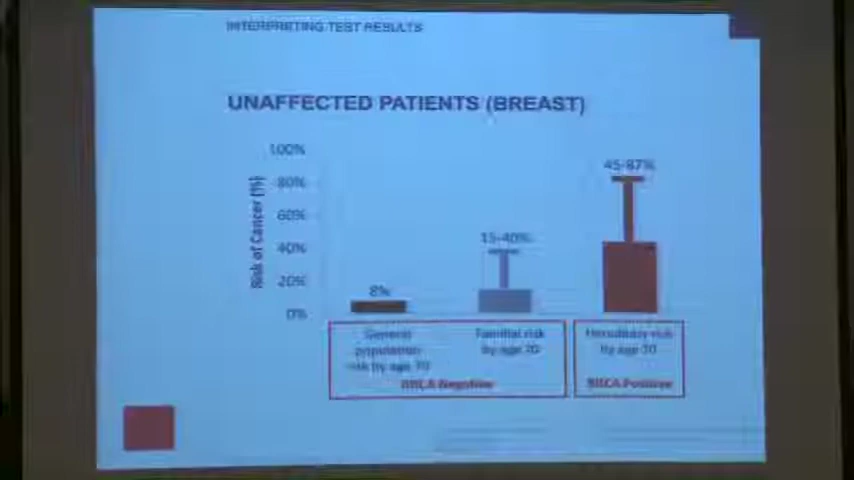 INTERPRETING TEST RESULTS
UNAFFECTED PATIENTS (BREAST)
Risk of Cancer (%)
100%
80%
60%
40%
20%
0%
8%
15-40%
45-87%
General
population
risk by age 70
Familial risk
by age 70
Hereditary risk
by age 70
BRCA Negative
BRCA Positive